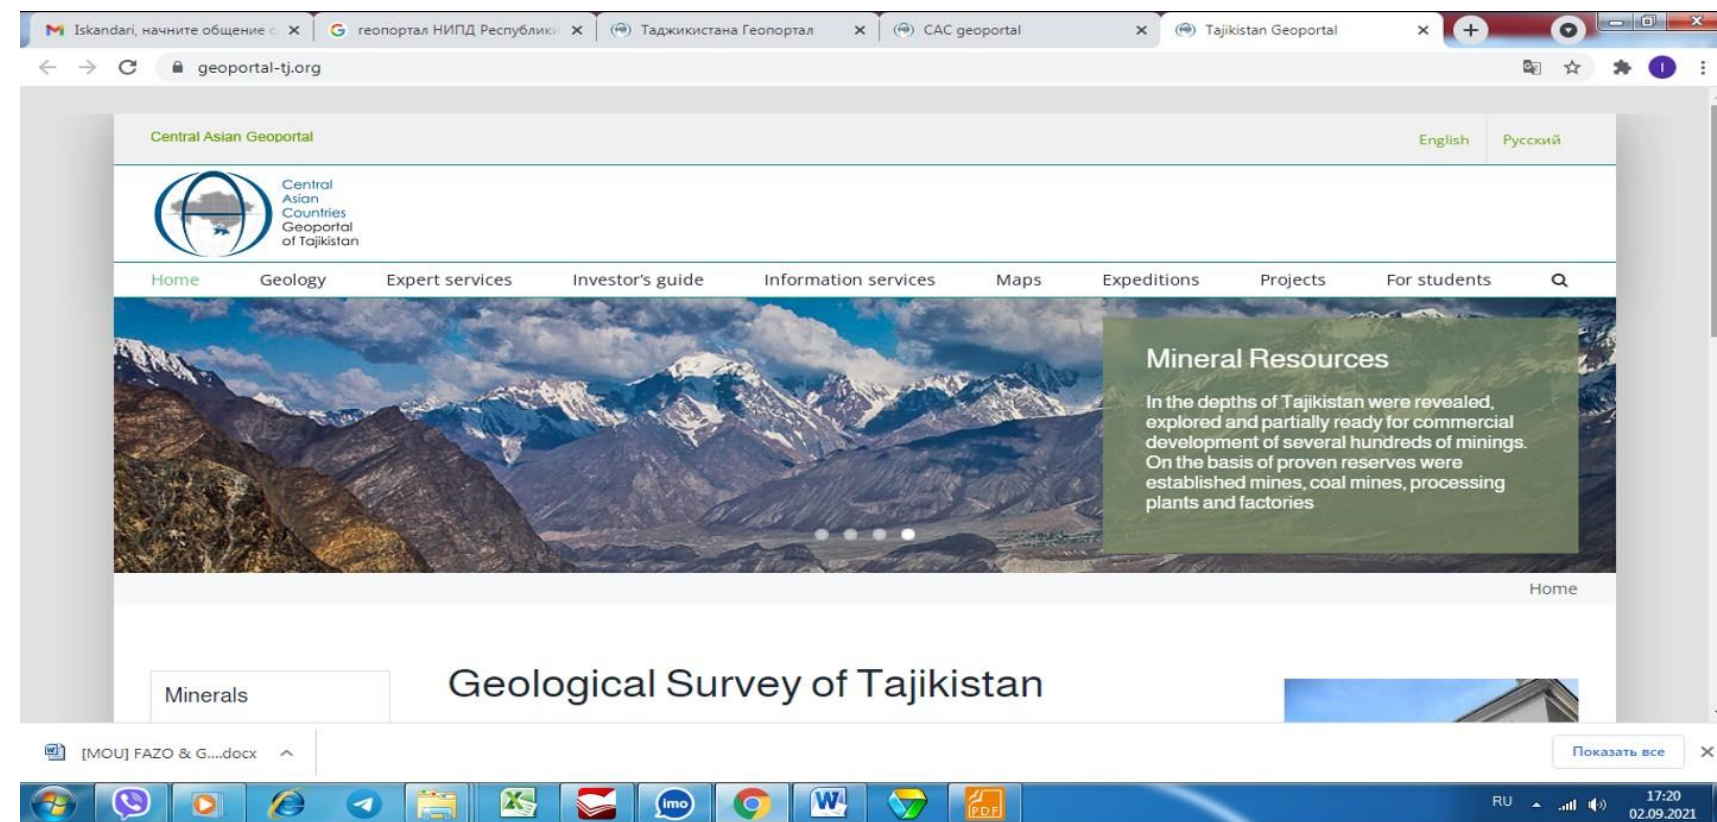 Iskandari, начните общение с
геопортал НИПД Республики
Таджикистана Геопортал
CAC geoportal
Tajikistan Geoportal
geoportal-tj.org
I
Central Asian Geoportal
English
Русский
Central
Asian
Countries
Geoportal
of Tajikistan
Home
Geology
Expert services
Investor's guide
Information services
Maps
Expeditions
Projects
For students
Mineral Resources
In the depths of Tajikistan were revealed,
explored and partially ready for commercial
development of several hundreds of minings.
On the basis of proven reserves were
established mines, coal mines, processing
plants and factories
Home
Minerals
Geological Survey of Tajikistan
[MOU] FAZO & G....docx
Показать все
imo
PDF
RU
17:20
02.09.2021